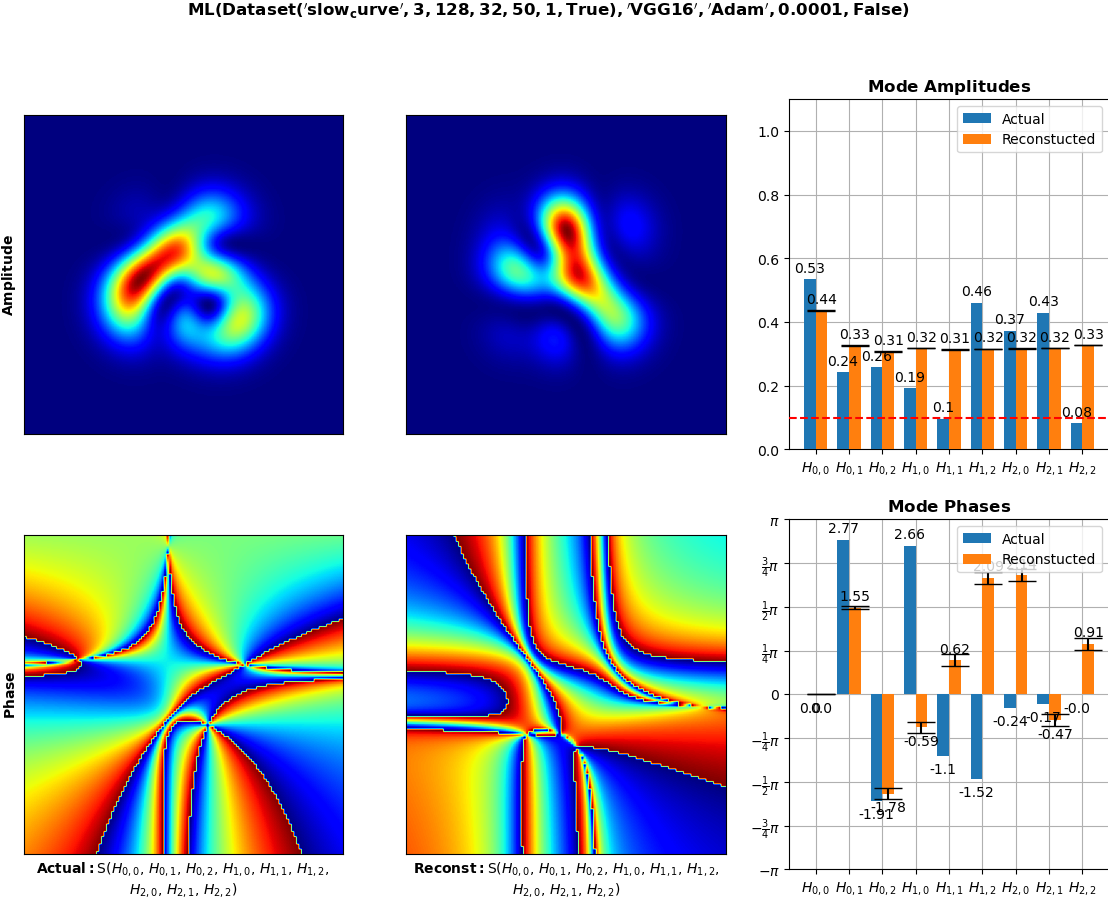 ML(Dataset('slow_curve', 3, 128, 32, 50, 1, True), 'VGG16', 'Adam', 0.0001, False)
Mode Amplitudes
Actual
Reconstucted
1.0
0.8
0.6
0.4
0.2
0.0
0.53
0.44
0.24
0.33
0.26
0.31
0.19
0.32
0.1
0.31
0.46
0.32
0.37
0.32
0.43
0.32
0.08
0.33
H0,0 H0,1 H0,2 H1,0 H1,1 H1,2 H2,0 H2,1 H2,2
Amplitude
Mode Phases
Actual
Reconstucted
π
3/4π
1/2π
1/4π
0
−1/4π
−1/2π
−3/4π
−π
0.0
0.0
2.77
1.55
-1.91
-1.78
2.66
-0.59
-1.1
0.62
-1.52
2.09
-0.24
-0.17
-0.47
-0.0
0.91
H0,0 H0,1 H0,2 H1,0 H1,1 H1,2 H2,0 H2,1 H2,2
Phase
Actual: S(H0,0, H0,1, H0,2, H1,0, H1,1, H1,2,
H2,0, H2,1, H2,2)
Reconst: S(H0,0, H0,1, H0,2, H1,0, H1,1, H1,2,
H2,0, H2,1, H2,2)